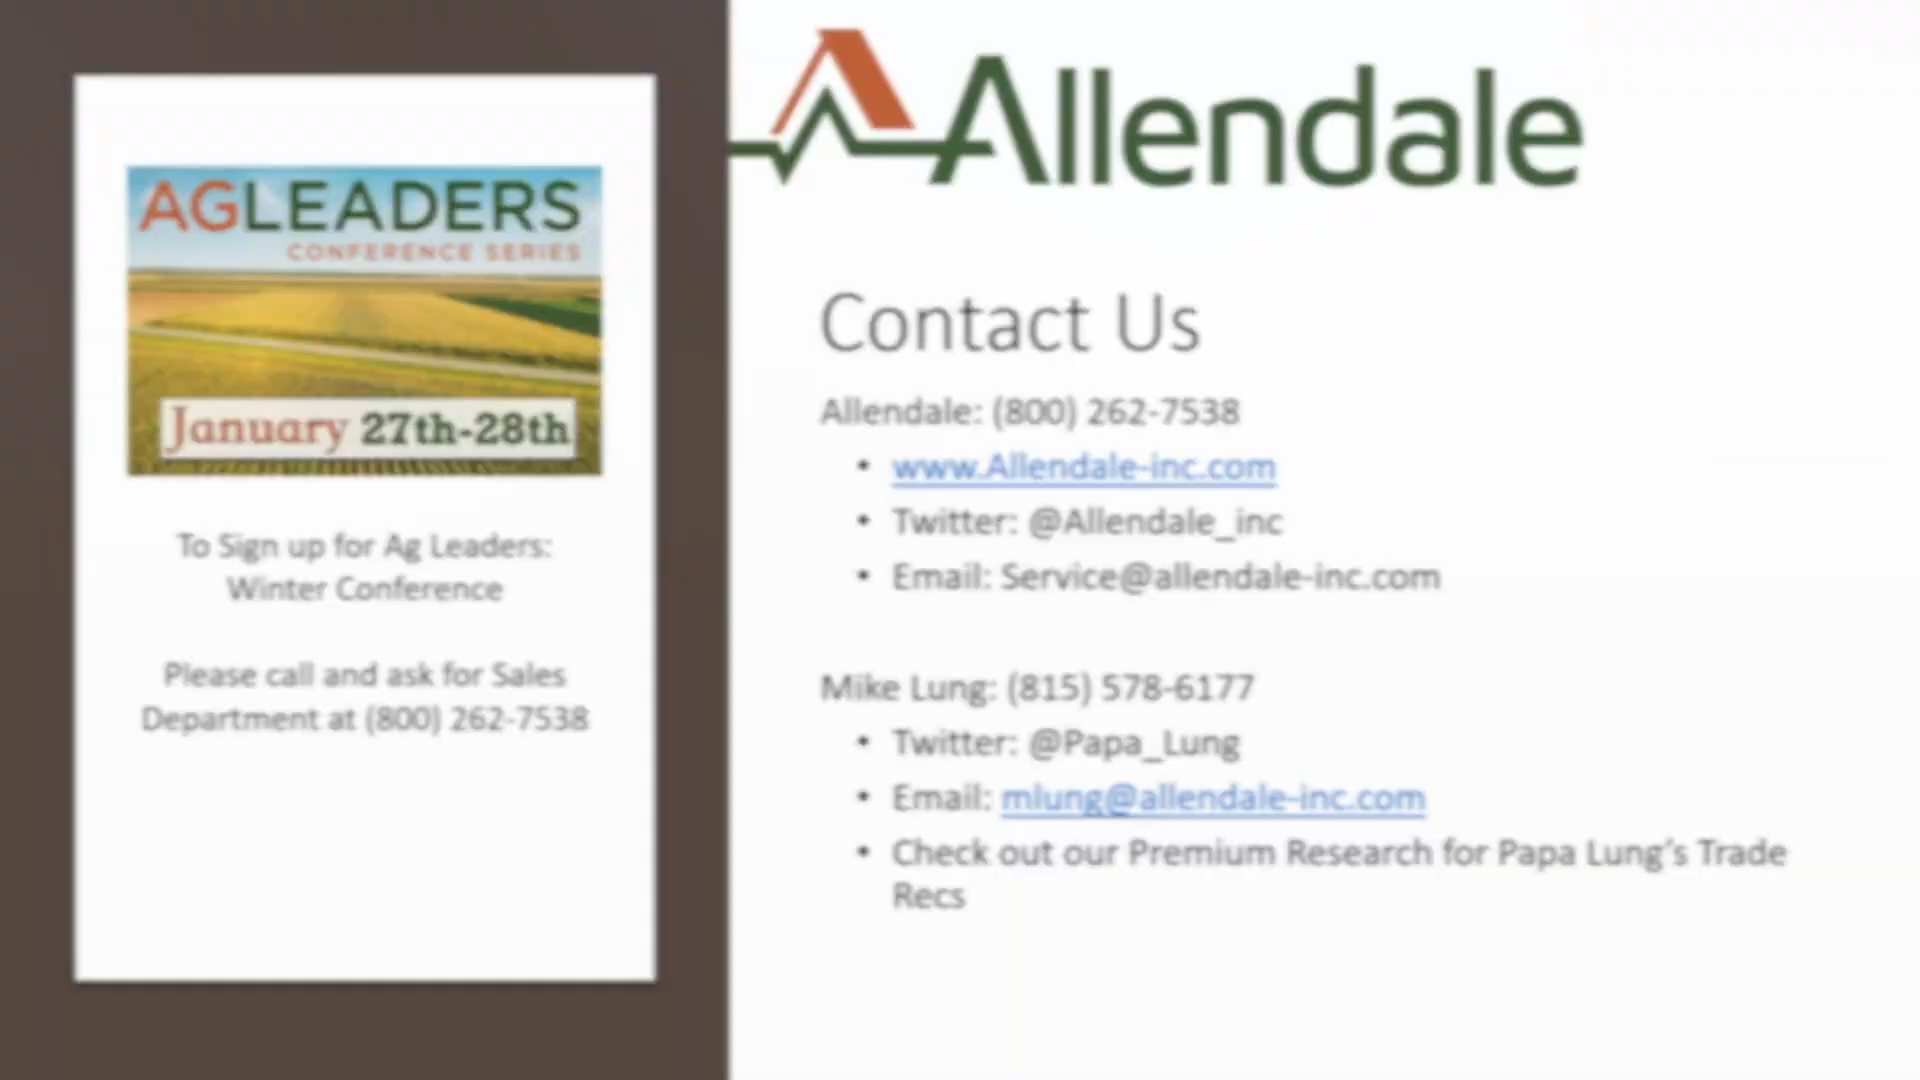 AGLEADERS
CONFERENCE SERIES
January 27th-28th
To Sign up for Ag Leaders:
Winter Conference
Please call and ask for Sales
Department at (800) 262-7538
Allendale
Contact Us
Allendale: (800) 262-7538
• www.Allendale-inc.com
• Twitter: @Allendale_inc
• Email: Service@allendale-inc.com
Mike Lung: (815) 578-6177
• Twitter: @Papa_Lung
• Email: mlung@allendale-inc.com
• Check out our Premium Research for Papa Lung’s Trade
Recs